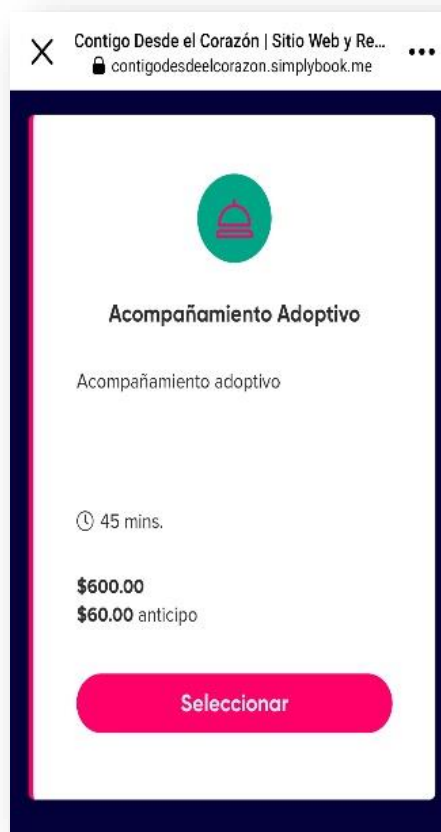 Contigo Desde el Corazón | Sitio Web y Re...
contigodesdeelcorazon.simplybook.me
Acompañamiento Adoptivo
Acompañamiento adoptivo
45 mins.
$600.00
$60.00 anticipo
Seleccionar